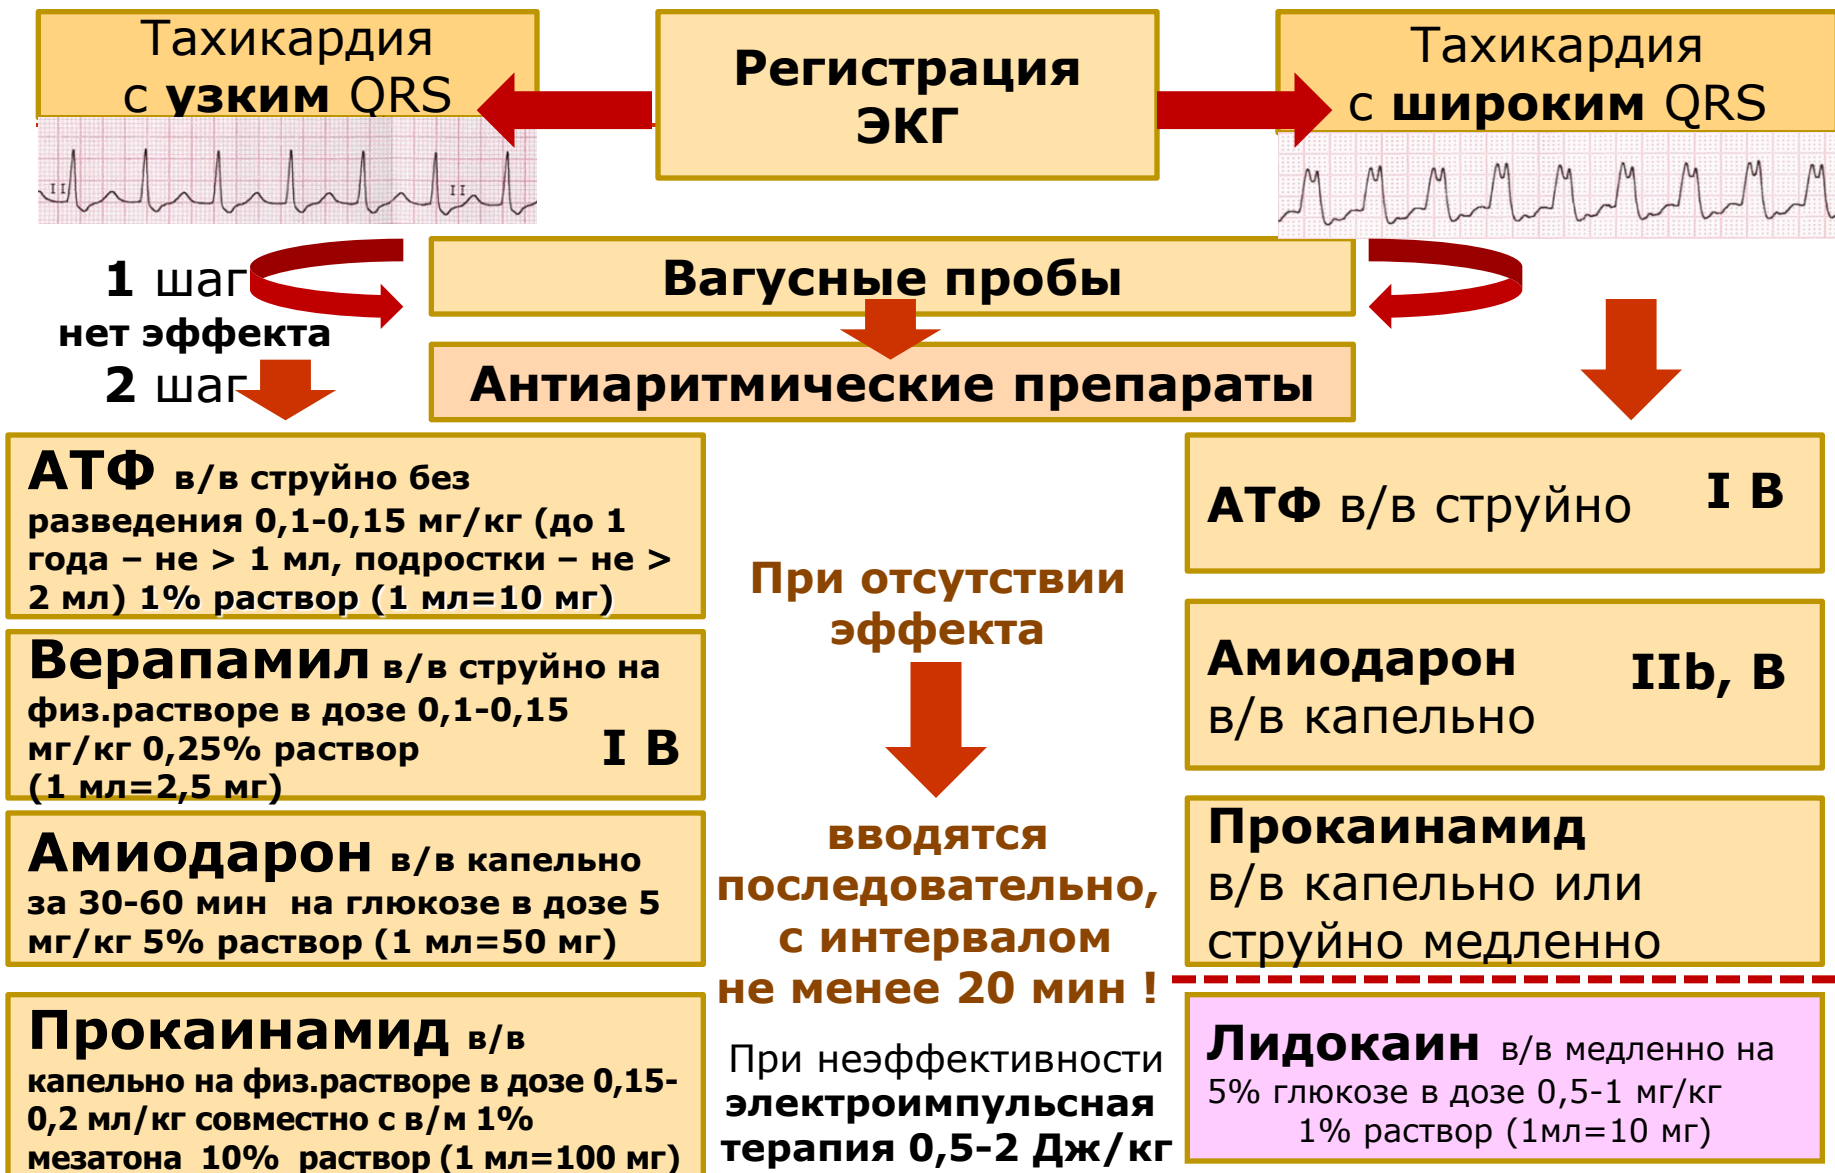 Тахикардия
с узким QRS
Регистрация
ЭКГ
Тахикардия
с широким QRS
II
II
1 шаг
нет эффекта
2 шаг
Вагусные пробы
Антиаритмические препараты
АТФ в/в струйно без
разведения 0,1-0,15 мг/кг (до 1
года – не > 1 мл, подростки – не >
2 мл) 1% раствор (1 мл=10 мг)
Верапамил в/в струйно на
физ.растворе в дозе 0,1-0,15
мг/кг 0,25% раствор
(1 мл=2,5 мг)
I B
Амиодарон в/в капельно
за 30-60 мин на глюкозе в дозе 5
мг/кг 5% раствор (1 мл=50 мг)
Прокаинамид в/в
капельно на физ.растворе в дозе 0,15-
0,2 мл/кг совместно с в/м 1%
мезатона 10% раствор (1 мл=100 мг)
При отсутствии
эффекта
вводятся
последовательно,
с интервалом
не менее 20 мин !
При неэффективности
электроимпульсная
терапия 0,5-2 Дж/кг
АТФ в/в струйно
I B
Амиодарон
в/в капельно
IIb, B
Прокаинамид
в/в капельно или
струйно медленно
Лидокаин в/в медленно на
5% глюкозе в дозе 0,5-1 мг/кг
1% раствор (1мл=10 мг)